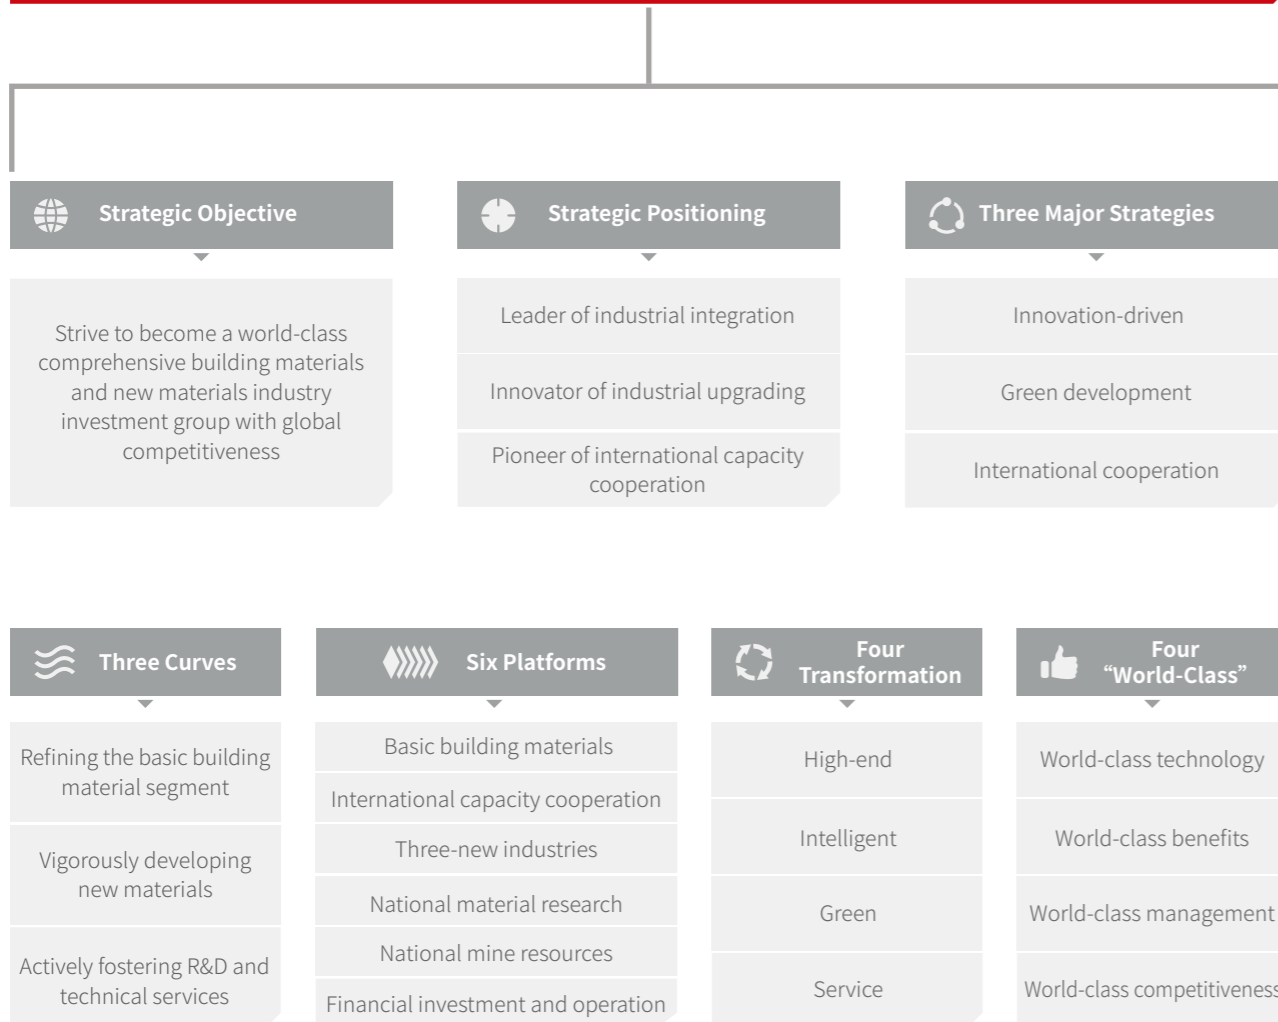 Strategic Objective
Strive to become a world-class
comprehensive building materials
and new materials industry
investment group with global
competitiveness
Strategic Positioning
Leader of industrial integration
Innovator of industrial upgrading
Pioneer of international capacity
cooperation
Three Major Strategies
Innovation-driven
Green development
International cooperation
Three Curves
Refining the basic building
material segment
Vigorously developing
new materials
Actively fostering R&D and
technical services
Six Platforms
Basic building materials
International capacity cooperation
Three-new industries
National material research
National mine resources
Financial investment and operation
Four
Transformation
High-end
Intelligent
Green
Service
Four
“World-Class”
World-class technology
World-class benefits
World-class management
World-class competitiveness